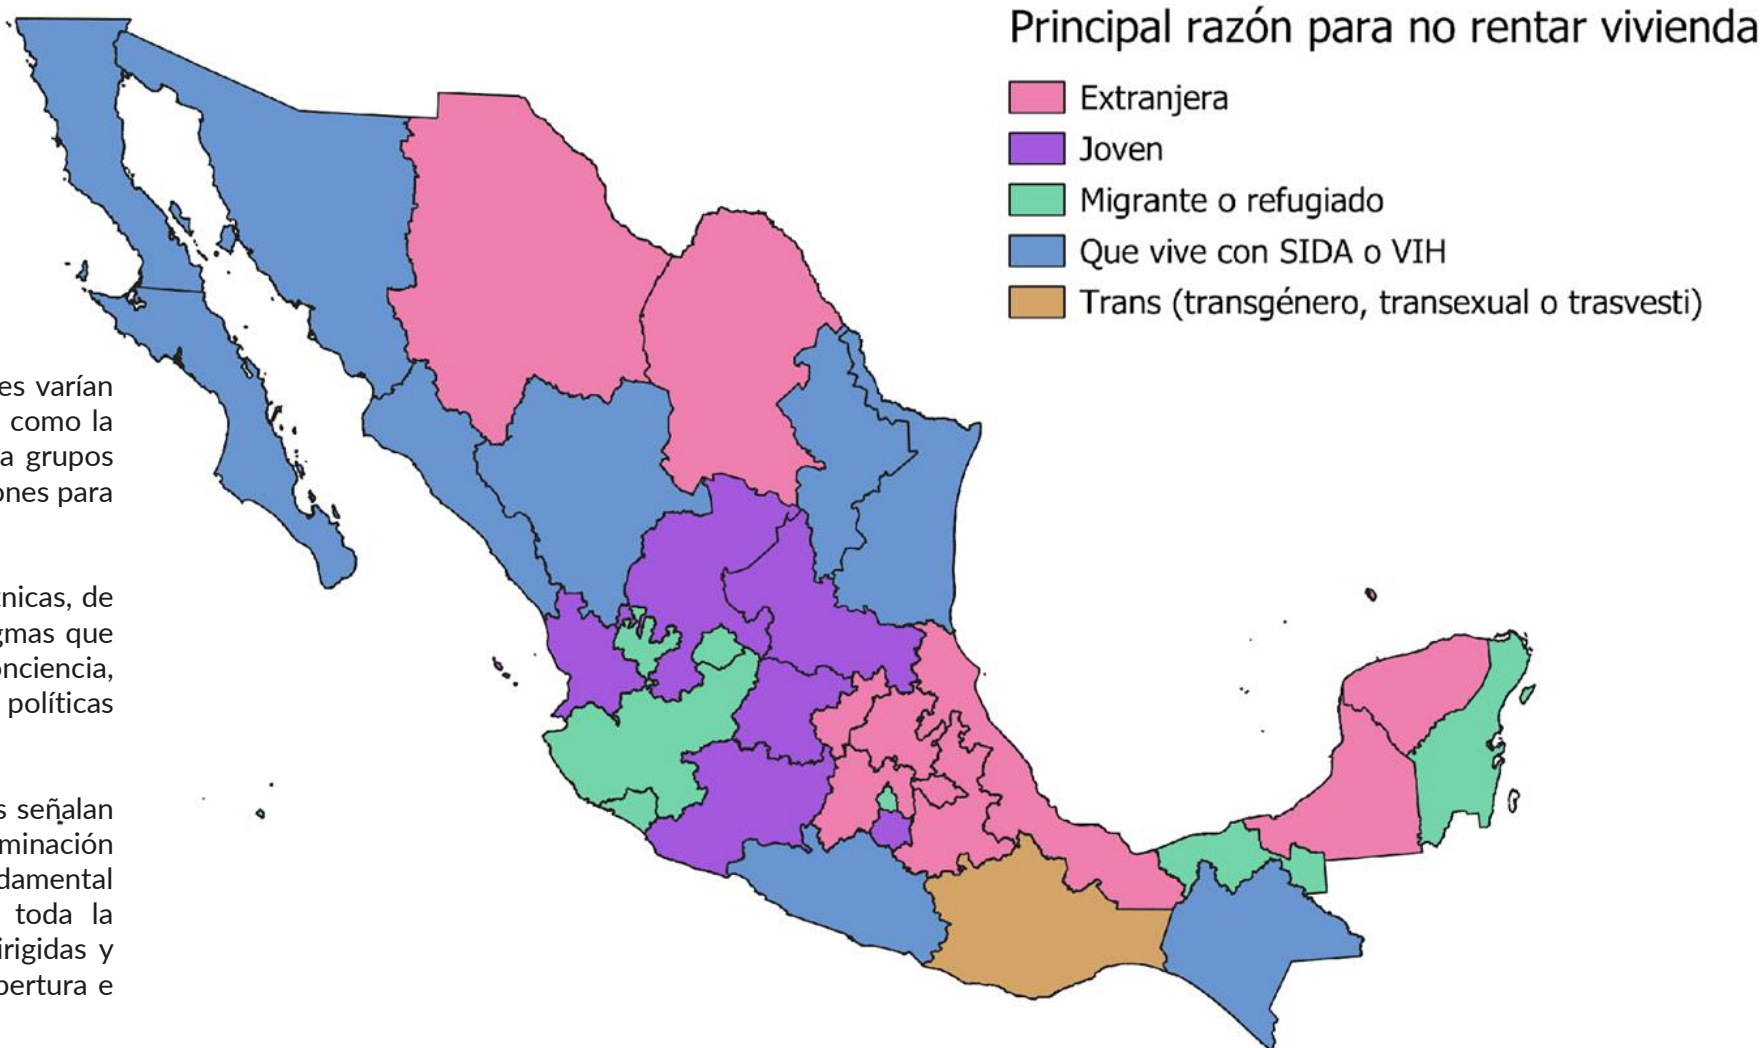 Principal razón para no rentar vivienda
Extranjera
Joven
Migrante o refugiado
Que vive con SIDA o VIH
Trans (transgénero, transexual o trasvesti)
es varían
como la
a grupos
ones para
nicas, de
gmas que
onciencia,
políticas
s señalan
minación
damental
toda la
irigidas y
pertura e